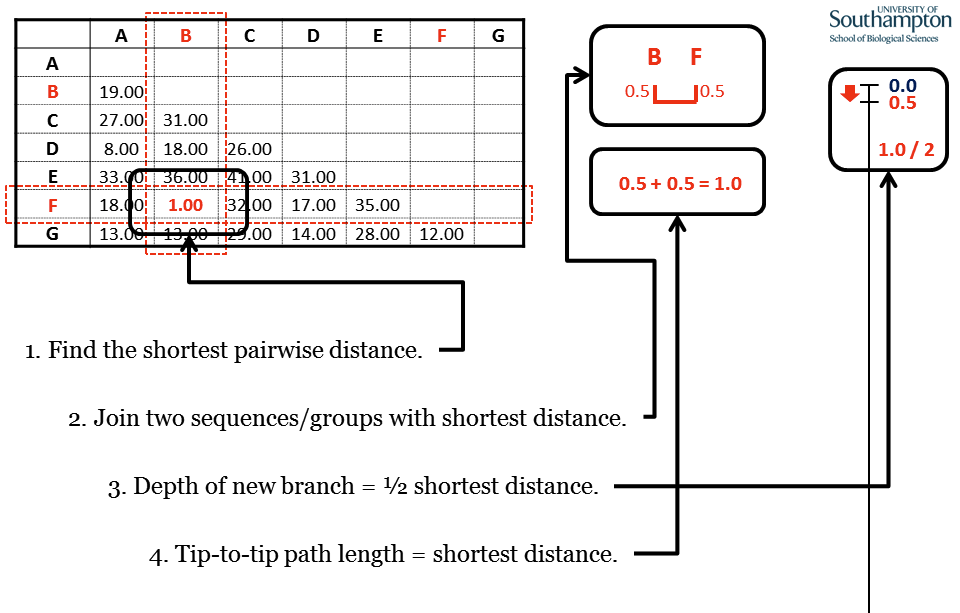 UNIVERSITY OF
Southampton
School of Biological Sciences
A B C D E F G
A
B 19.00
C 27.00 31.00
D 8.00 18.00 26.00
E 33.00 36.00 41.00 31.00
F 18.00 1.00 32.00 17.00 35.00
G 13.00 13.00 29.00 14.00 28.00 12.00
B F
0.5 0.5
0.5 + 0.5 = 1.0
0.0
0.5
1.0 / 2
1. Find the shortest pairwise distance.
2. Join two sequences/groups with shortest distance.
3. Depth of new branch = ½ shortest distance.
4. Tip-to-tip path length = shortest distance.